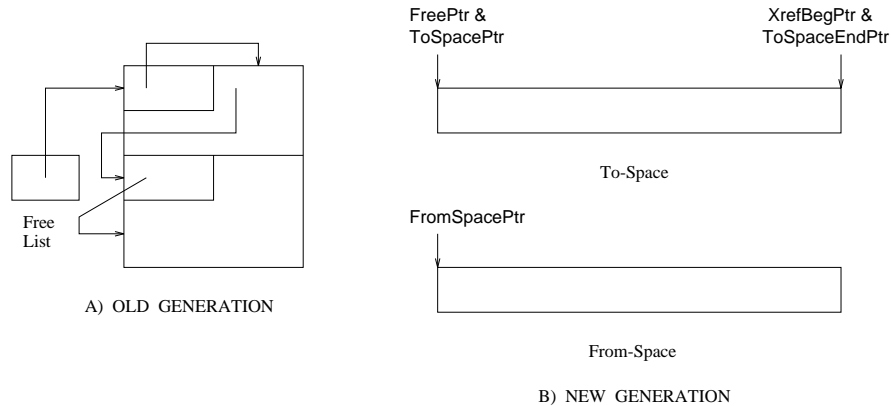 FreePtr &
ToSpacePtr
XrefBegPtr &
ToSpaceEndPtr
To-Space
Free
List
FromSpacePtr
A) OLD GENERATION
From-Space
B) NEW GENERATION